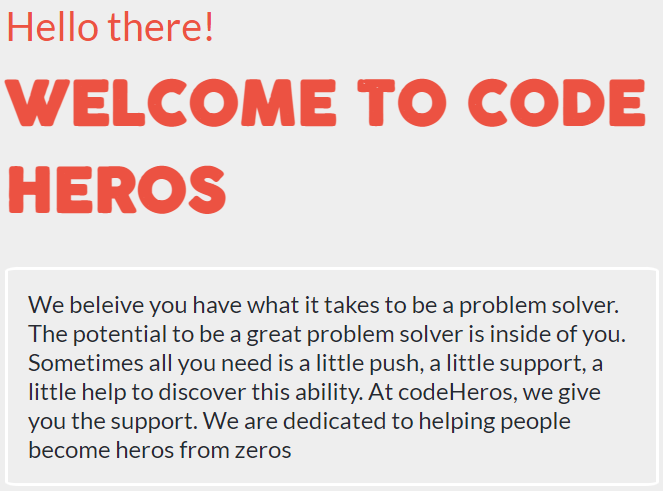 Hello there!
WELCOME TO CODE
HEROS
We beleive you have what it takes to be a problem solver.
The potential to be a great problem solver is inside of you.
Sometimes all you need is a little push, a little support, a
little help to discover this ability. At codeHeros, we give
you the support. We are dedicated to helping people
become heros from zeros